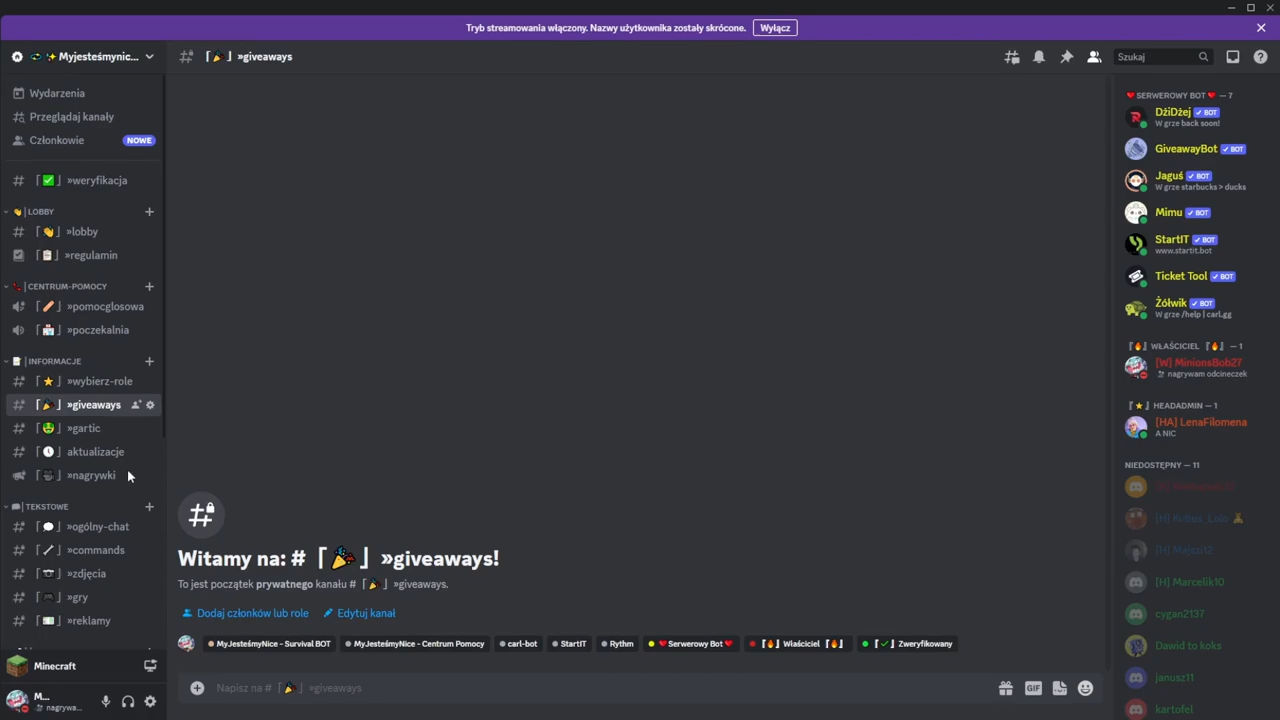 Tryb streamowania włączony. Nazwy użytkownika zostały skrócone. Wyłącz
Myjesteśmynic...
Wydarzenia
Przeglądaj kanały
Członkowie NOWE
»weryfikacja
LOBBY
»lobby
»regulamin
CENTRUM-POMOCY
»pomocglosowa
»poczekalnia
INFORMACJE
»wybierz-role
»giveaways
»gartic
aktualizacje
»nagrywki
TEKSTOWE
»ogólny-chat
»commands
»zdjęcia
»gry
»reklamy
Minecraft
M...
nagrywa...
»giveaways
Szukaj
Witamy na: # »giveaways!
To jest początek prywatnego kanału # »giveaways.
Dodaj członków lub role Edytuj kanał
MyJesteśmyNice - Survival BOT MyJesteśmyNice - Centrum Pomocy carl-bot StartIT Rythm Serwerowy Bot Właściciel Zweryfikowany
Napisz na # »giveaways
GIF
SERWEROWY BOT — 7
DżiDżej BOT
W grze back soon!
GiveawayBot BOT
Jaguś BOT
W grze starbucks > ducks
Mimu BOT
StartIT BOT
www.startit.bot
Ticket Tool BOT
Żółwik BOT
W grze /help | carl.gg
WŁAŚCICIEL — 1
[W] MinionsBob27
nagrywam odcineczek
HEADADMIN — 1
[HA] LenaFilomena
A NIC
NIEDOSTĘPNY — 11
[H] Marcelik10
cygan2137
Dawid to koks
janusz11
kartofel